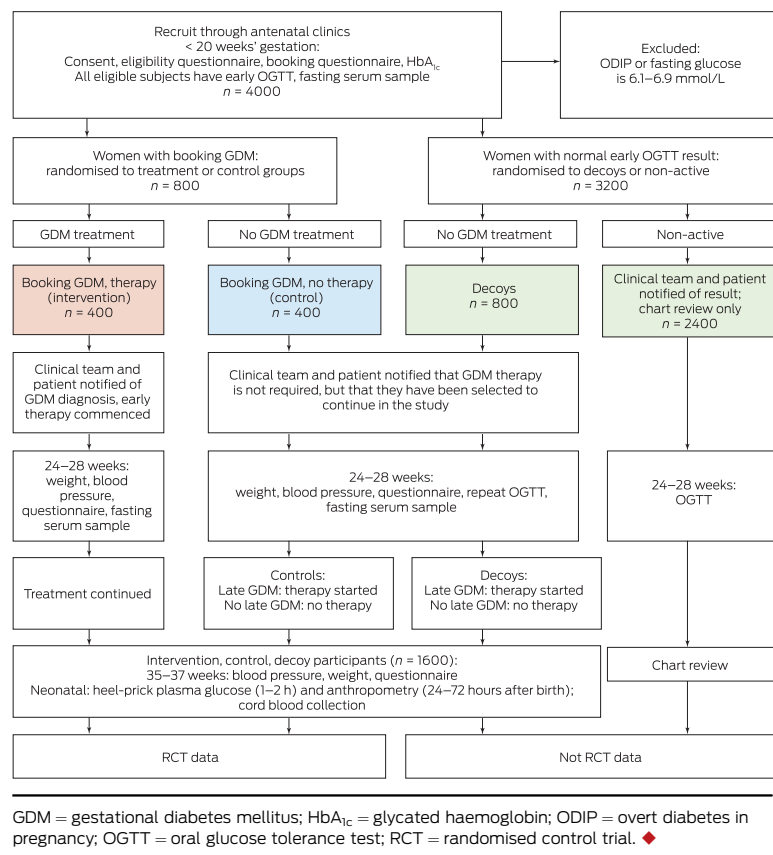 Recruit through antenatal clinics
< 20 weeks' gestation:
Consent, eligibility questionnaire, booking questionnaire, HbA1c
All eligible subjects have early OGTT, fasting serum sample
n = 4000
Excluded:
ODIP or fasting glucose
is 6.1–6.9 mmol/L
Women with booking GDM:
randomised to treatment or control groups
n = 800
Women with normal early OGTT result:
randomised to decoys or non-active
n = 3200
GDM treatment
No GDM treatment
No GDM treatment
Non-active
Booking GDM, therapy
(intervention)
n = 400
Booking GDM, no therapy
(control)
n = 400
Decoys
n = 800
Clinical team and patient
notified of result;
chart review only
n = 2400
Clinical team and
patient notified of
GDM diagnosis, early
therapy commenced
Clinical team and patient notified that GDM therapy
is not required, but that they have been selected to
continue in the study
24–28 weeks:
weight, blood
pressure,
questionnaire, fasting
serum sample
24–28 weeks:
weight, blood pressure, questionnaire, repeat OGTT,
fasting serum sample
24–28 weeks:
OGTT
Treatment continued
Controls:
Late GDM: therapy started
No late GDM: no therapy
Decoys:
Late GDM: therapy started
No late GDM: no therapy
Intervention, control, decoy participants (n = 1600):
35–37 weeks: blood pressure, weight, questionnaire
Neonatal: heel-prick plasma glucose (1–2 h) and anthropometry (24–72 hours after birth);
cord blood collection
Chart review
RCT data
Not RCT data
GDM = gestational diabetes mellitus; HbA1c = glycated haemoglobin; ODIP = overt diabetes in
pregnancy; OGTT = oral glucose tolerance test; RCT = randomised control trial. ◆